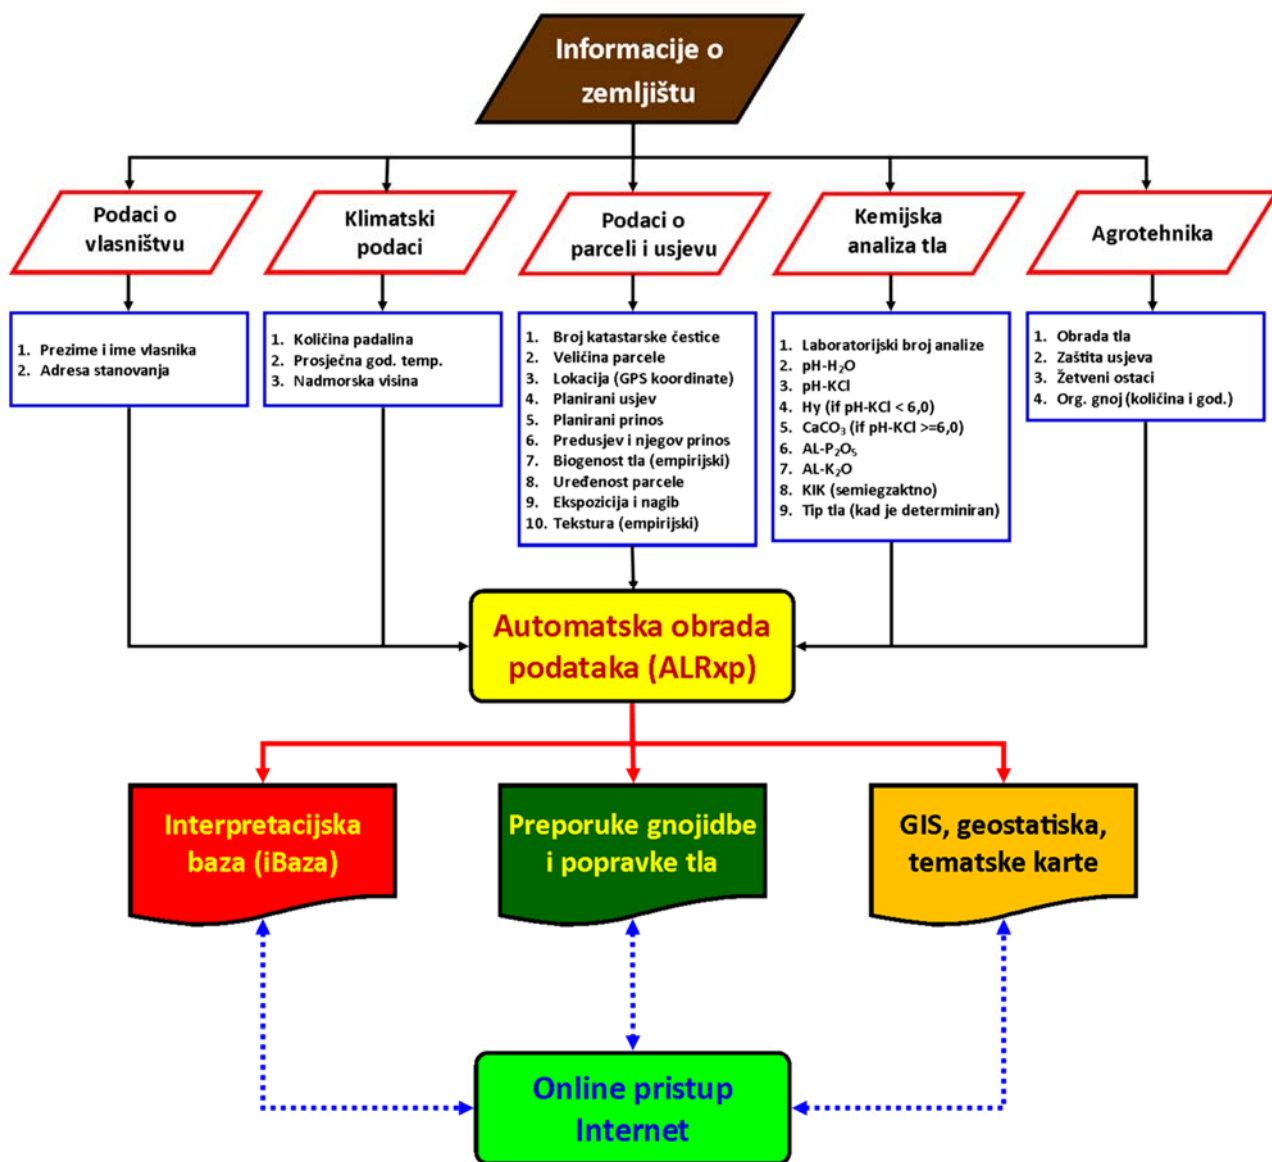 Informacije o
zemljištu
Podaci o
vlasništvu
Klimatski
podaci
Podaci o
parceli i usjevu
Kemijska
analiza tla
Agrotehnika
1. Prezime i ime vlasnika
2. Adresa stanovanja
1. Količina padalina
2. Prosječna god. temp.
3. Nadmorska visina
1. Broj katastarske čestice
2. Veličina parcele
3. Lokacija (GPS koordinate)
4. Planirani usjev
5. Planirani prinos
6. Predusjev i njegov prinos
7. Biogenost tla (empirijski)
8. Uređenost parcele
9. Ekspozicija i nagib
10. Tekstura (empirijski)
1. Laboratorijski broj analize
2. pH-H₂O
3. pH-KCl
4. Hy (if pH-KCl < 6,0)
5. CaCO₃ (if pH-KCl >=6,0)
6. AL-P₂O₅
7. AL-K₂O
8. KIK (semiegzaktno)
9. Tip tla (kad je determiniran)
1. Obrada tla
2. Zaštita usjeva
3. Žetveni ostaci
4. Org. gnoj (količina i god.)
Automatska obrada
podataka (ALRxp)
Interpretacijska
baza (iBaza)
Preporuke gnojidbe
i popravke tla
GIS, geostatiska,
tematske karte
Online pristup
Internet